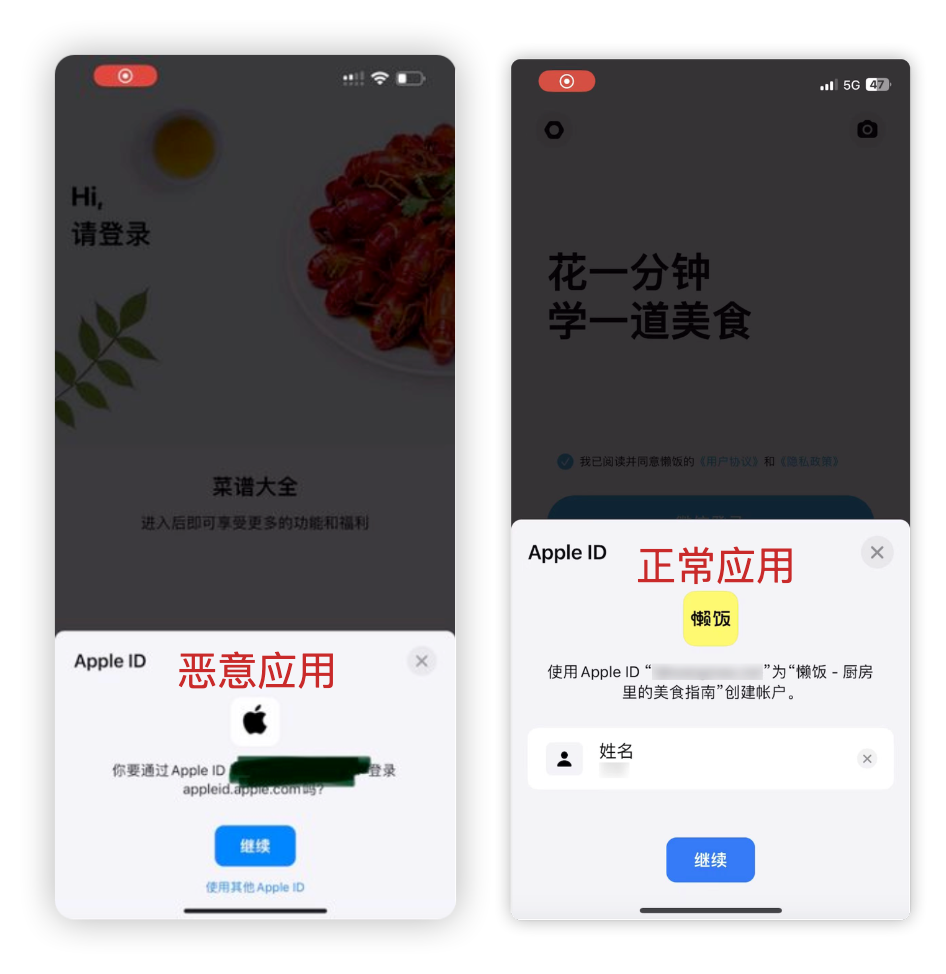 Hi,
请登录
菜谱大全
进入后即可享受更多的功能和福利
Apple ID
恶意应用
你要通过 Apple ID 登录
appleid.apple.com 吗?
继续
使用其他 Apple ID
5G 47
花一分钟
学一道美食
我已阅读并同意懒饭的《用户协议》和《隐私政策》
Apple ID
正常应用
懒饭
使用 Apple ID “ ”为“懒饭 - 厨房
里的美食指南”创建帐户。
姓名
继续